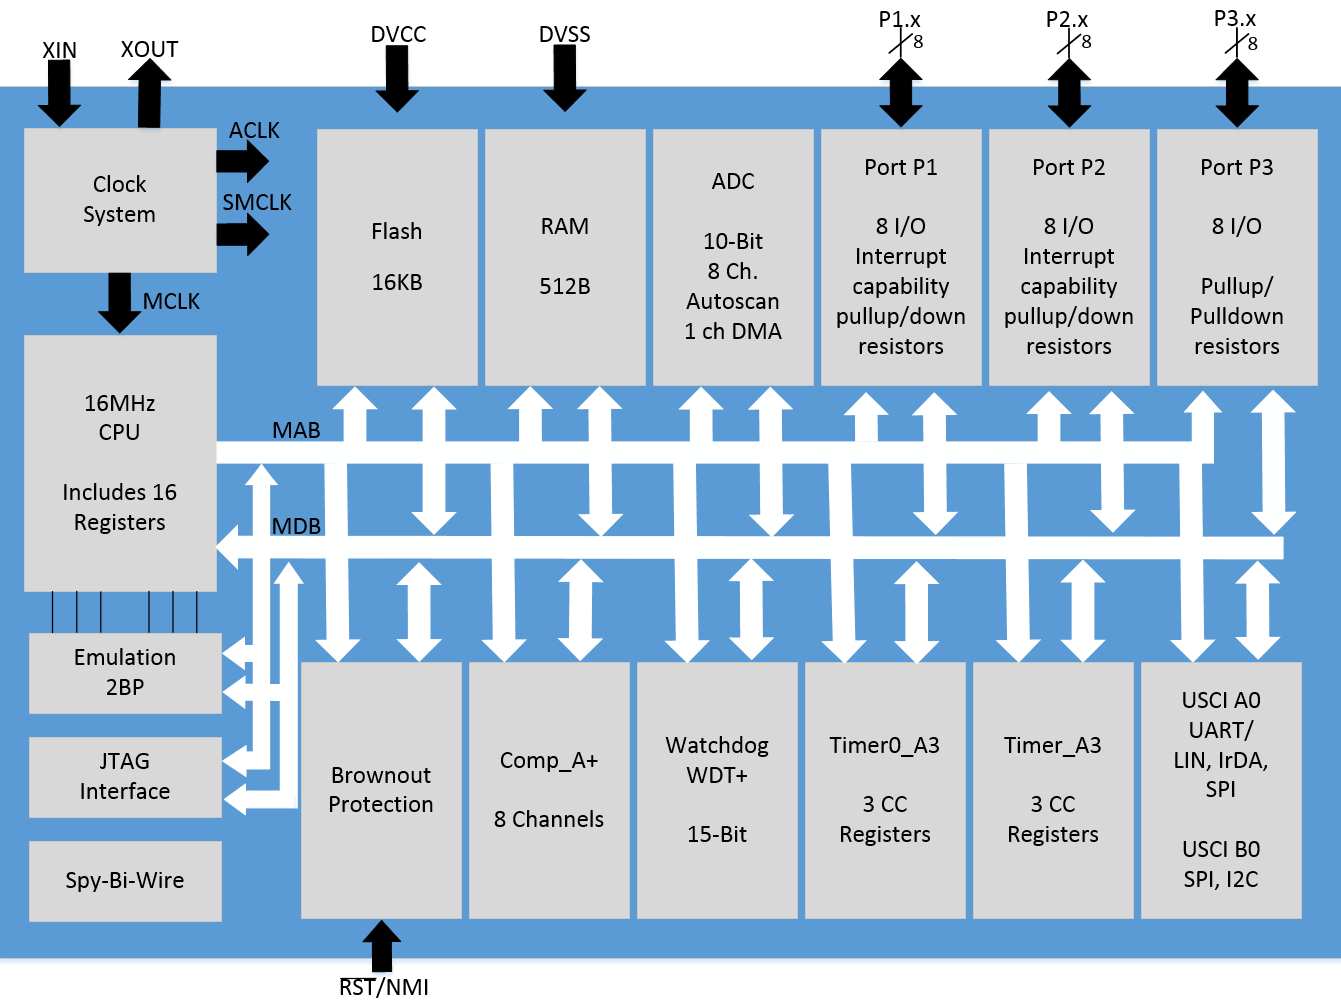 XIN
XOUT
DVCC
DVSS
P1.x
8
P2.x
8
P3.x
8
Clock
System
ACLK
SMCLK
MCLK
Flash
16KB
RAM
512B
ADC
10-Bit
8 Ch.
Autoscan
1 ch DMA
Port P1
8 I/O
Interrupt
capability
pullup/down
resistors
Port P2
8 I/O
Interrupt
capability
pullup/down
resistors
Port P3
8 I/O
Pullup/
Pulldown
resistors
16MHz
CPU
Includes 16
Registers
MAB
MDB
Emulation
2BP
JTAG
Interface
Spy-Bi-Wire
Brownout
Protection
Comp_A+
8 Channels
Watchdog
WDT+
15-Bit
Timer0_A3
3 CC
Registers
Timer_A3
3 CC
Registers
USCI A0
UART/
LIN, IrDA,
SPI
USCI B0
SPI, I2C
RST/NMI